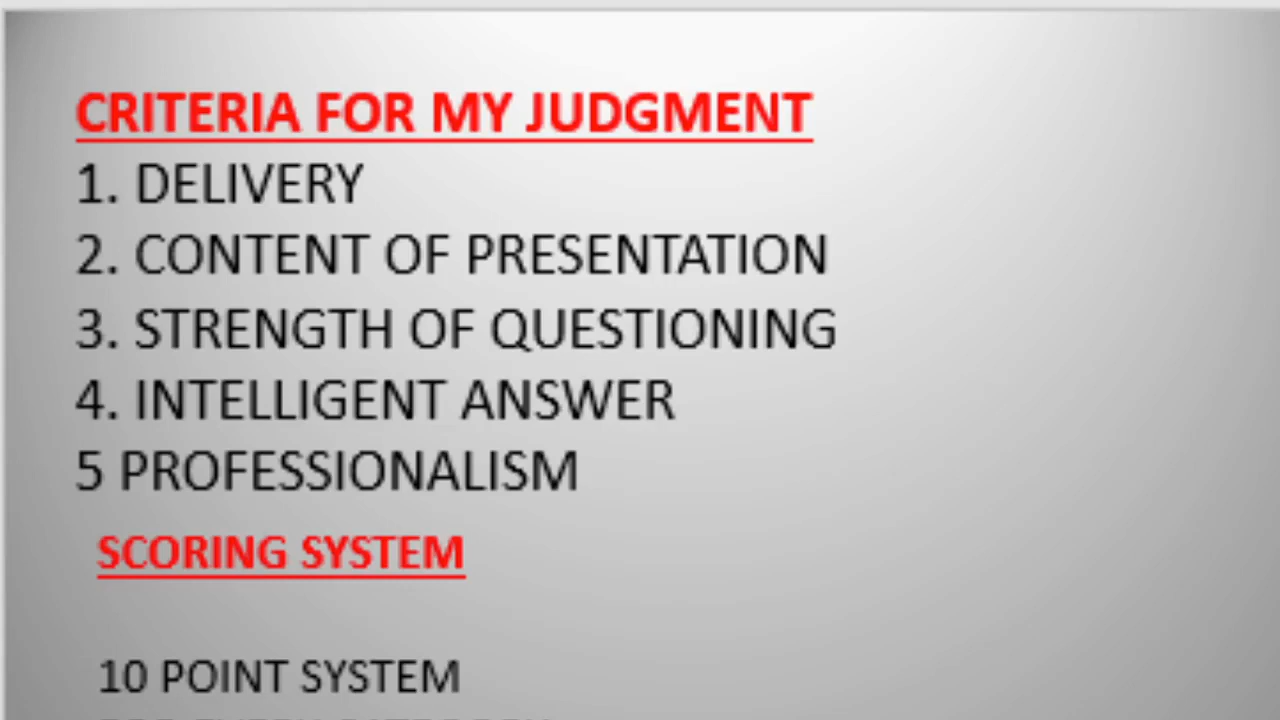 CRITERIA FOR MY JUDGMENT
1. DELIVERY
2. CONTENT OF PRESENTATION
3. STRENGTH OF QUESTIONING
4. INTELLIGENT ANSWER
5 PROFESSIONALISM
SCORING SYSTEM
10 POINT SYSTEM